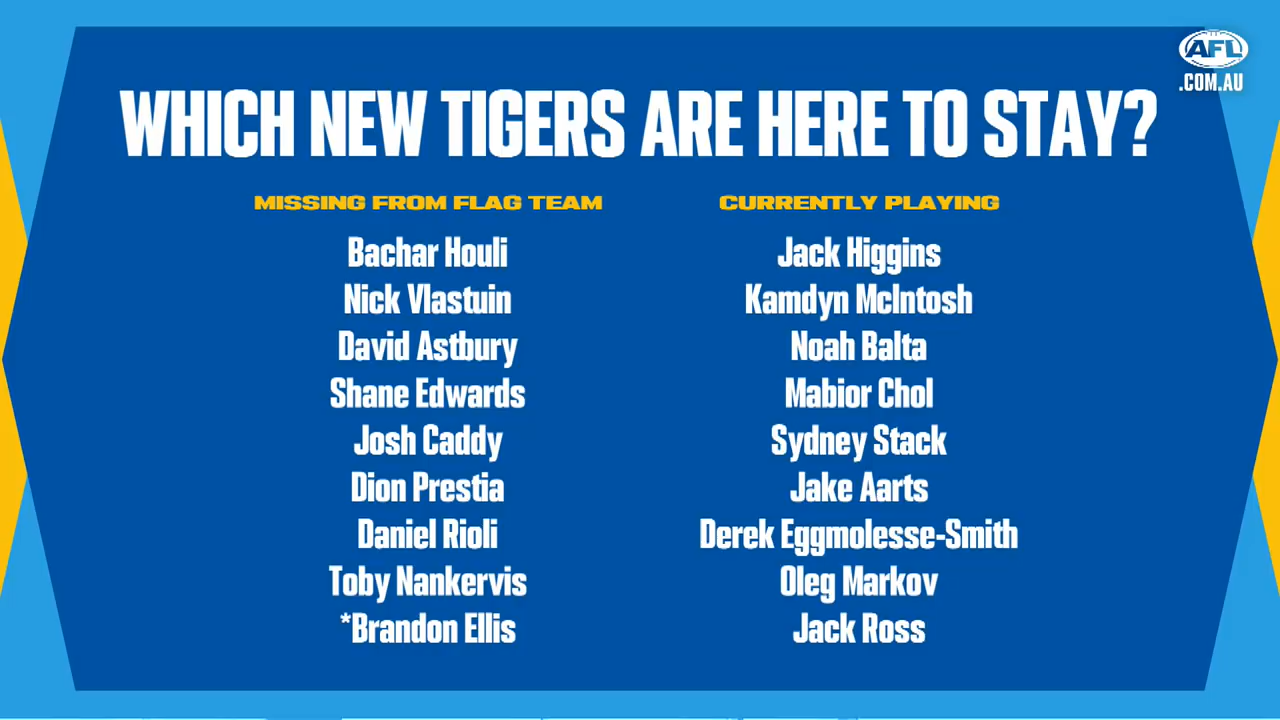 AFL
.COM.AU
WHICH NEW TIGERS ARE HERE TO STAY?
MISSING FROM FLAG TEAM
Bachar Houli
Nick Vlastuin
David Astbury
Shane Edwards
Josh Caddy
Dion Prestia
Daniel Rioli
Toby Nankervis
*Brandon Ellis
CURRENTLY PLAYING
Jack Higgins
Kamdyn McIntosh
Noah Balta
Mabior Chol
Sydney Stack
Jake Aarts
Derek Eggmolesse-Smith
Oleg Markov
Jack Ross